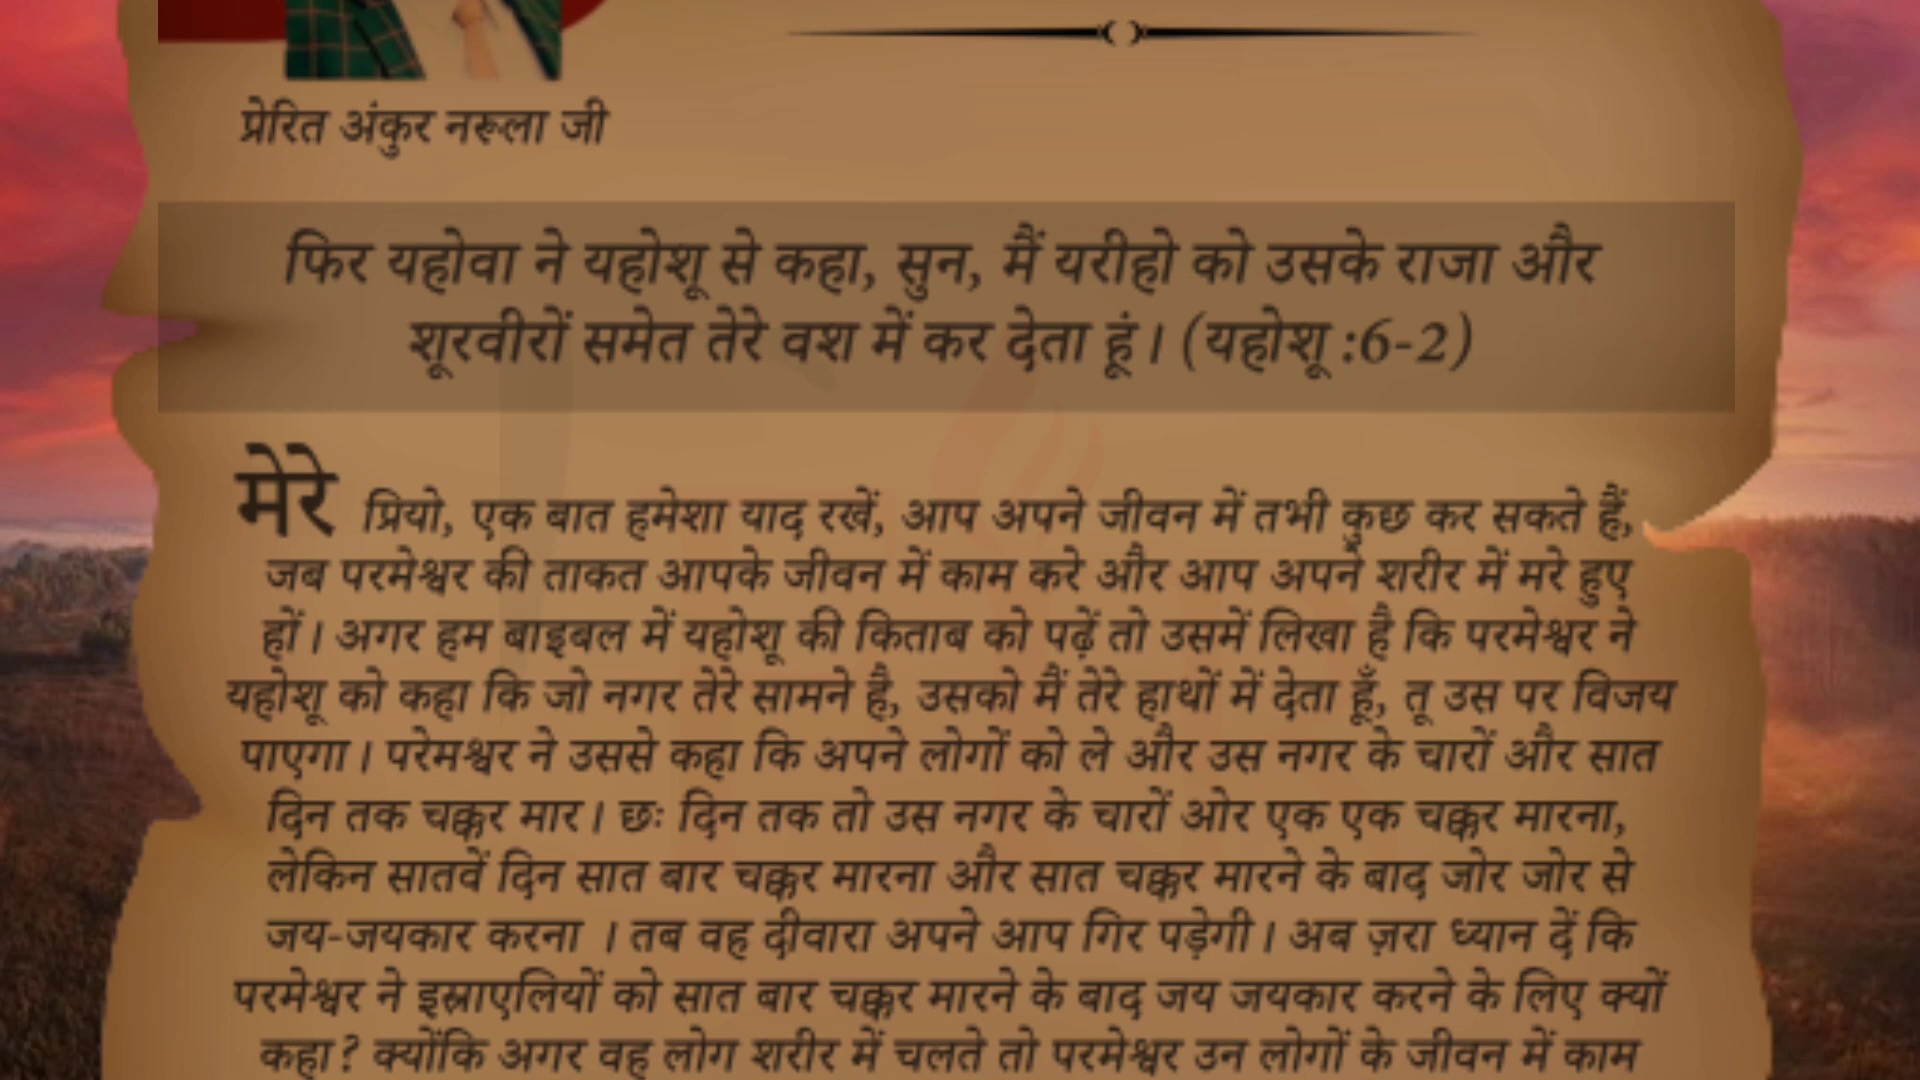 प्रेरित अंकुर नरूला जी
फिर यहोवा ने यहोशू से कहा, सुन, मैं यरीहो को उसके राजा और
शूरवीरों समेत तेरे वश में कर देता हूं। (यहोशू :6-2)
मेरे प्रियो, एक बात हमेशा याद रखें, आप अपने जीवन में तभी कुछ कर सकते हैं,
जब परमेश्वर की ताकत आपके जीवन में काम करे और आप अपने शरीर में मरे हुए
हों। अगर हम बाइबल में यहोशू की किताब को पढ़ें तो उसमें लिखा है कि परमेश्वर ने
यहोशू को कहा कि जो नगर तेरे सामने है, उसको मैं तेरे हाथों में देता हूँ, तू उस पर विजय
पाएगा। परेमश्वर ने उससे कहा कि अपने लोगों को ले और उस नगर के चारों और सात
दिन तक चक्कर मार। छः दिन तक तो उस नगर के चारों ओर एक एक चक्कर मारना,
लेकिन सातवें दिन सात बार चक्कर मारना और सात चक्कर मारने के बाद जोर जोर से
जय-जयकार करना । तब वह दीवारा अपने आप गिर पड़ेगी। अब ज़रा ध्यान दें कि
परमेश्वर ने इस्राएलियों को सात बार चक्कर मारने के बाद जय जयकार करने के लिए क्यों
कहा? क्योंकि अगर वह लोग शरीर में चलते तो परमेश्वर उन लोगों के जीवन में काम